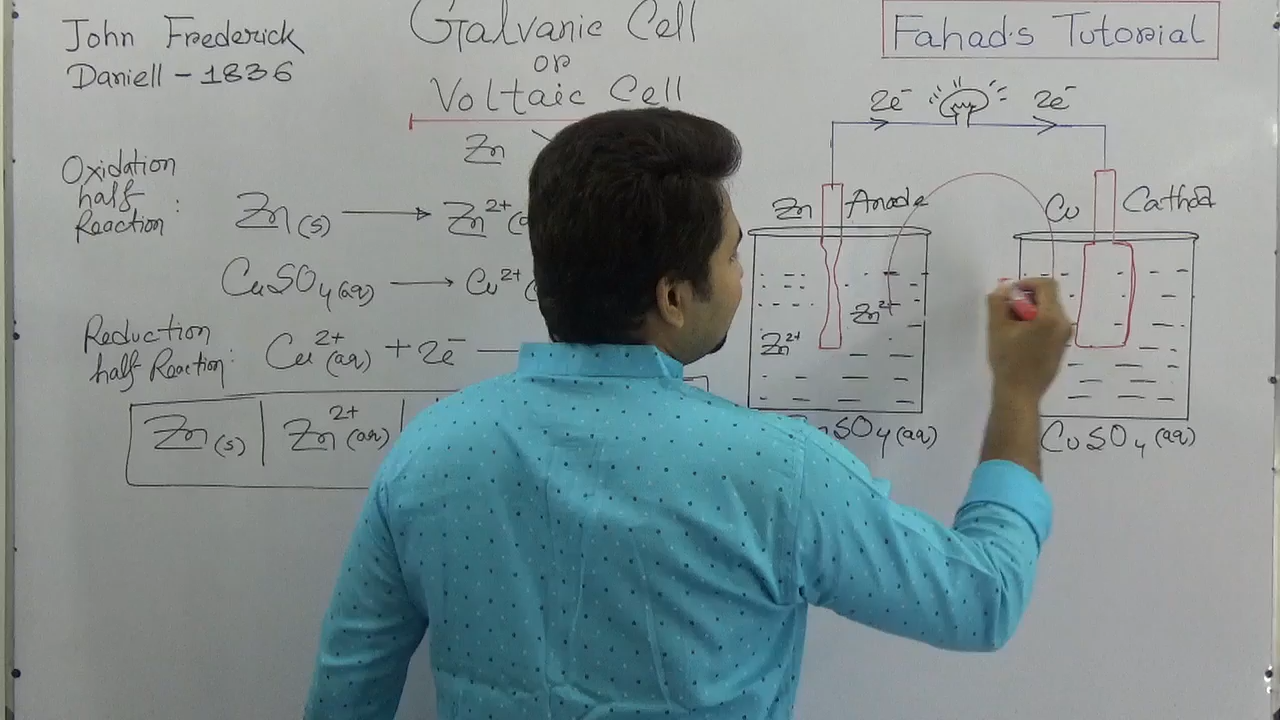 John Frederick
Daniell - 1836
Galvanic Cell
or
Voltaic Cell
Fahad's Tutorial
Zn
Oxidation
half
Reaction :
Zn (s) ⟶ Zn²⁺
CuSO₄ (aq) ⟶ Cu²⁺
Reduction
half Reaction :
Cu²⁺ (aq) + 2e⁻
Zn (s) | Zn²⁺ (aq) |
2e⁻ 2e⁻
Zn Anode
Cu
Zn²⁺
Zn²⁺
SO₄ (aq)
CuSO₄ (aq)